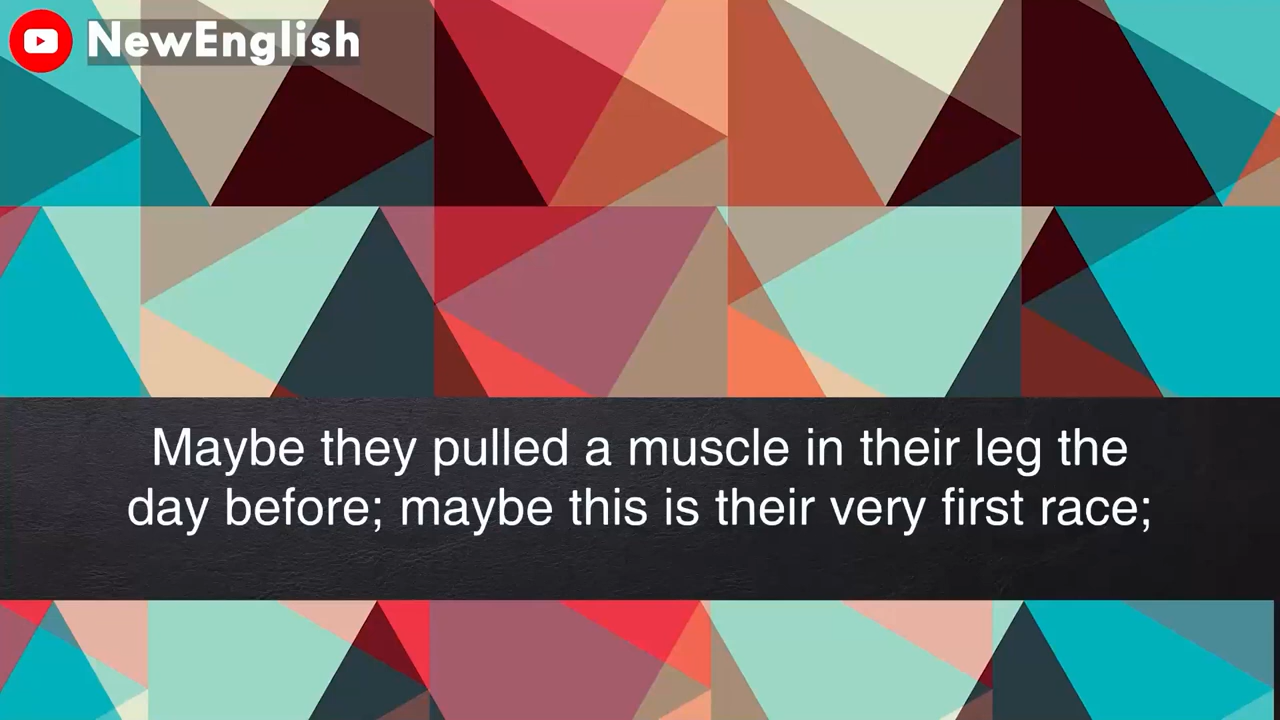 NewEnglish
Maybe they pulled a muscle in their leg the
day before; maybe this is their very first race;